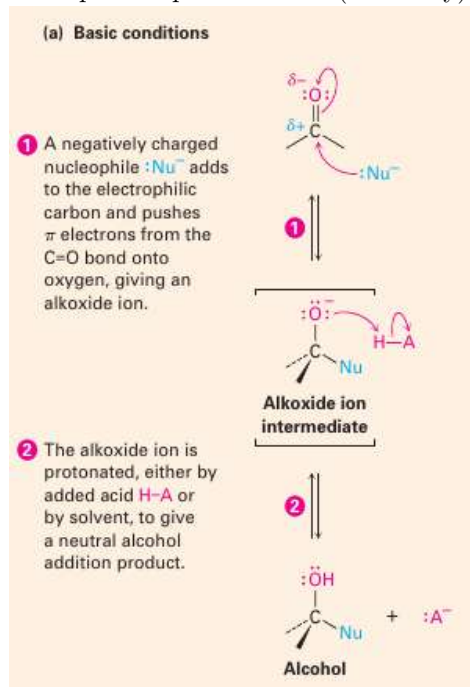 (a) Basic conditions
δ−
:O:
δ+ C
:Nu−
1 A negatively charged
nucleophile :Nu− adds
to the electrophilic
carbon and pushes
π electrons from the
C=O bond onto
oxygen, giving an
alkoxide ion.
1
:Ö:−
H–A
C
Nu
Alkoxide ion
intermediate
2 The alkoxide ion is
protonated, either by
added acid H–A or
by solvent, to give
a neutral alcohol
addition product.
2
:ÖH
C
Nu
+ :A−
Alcohol